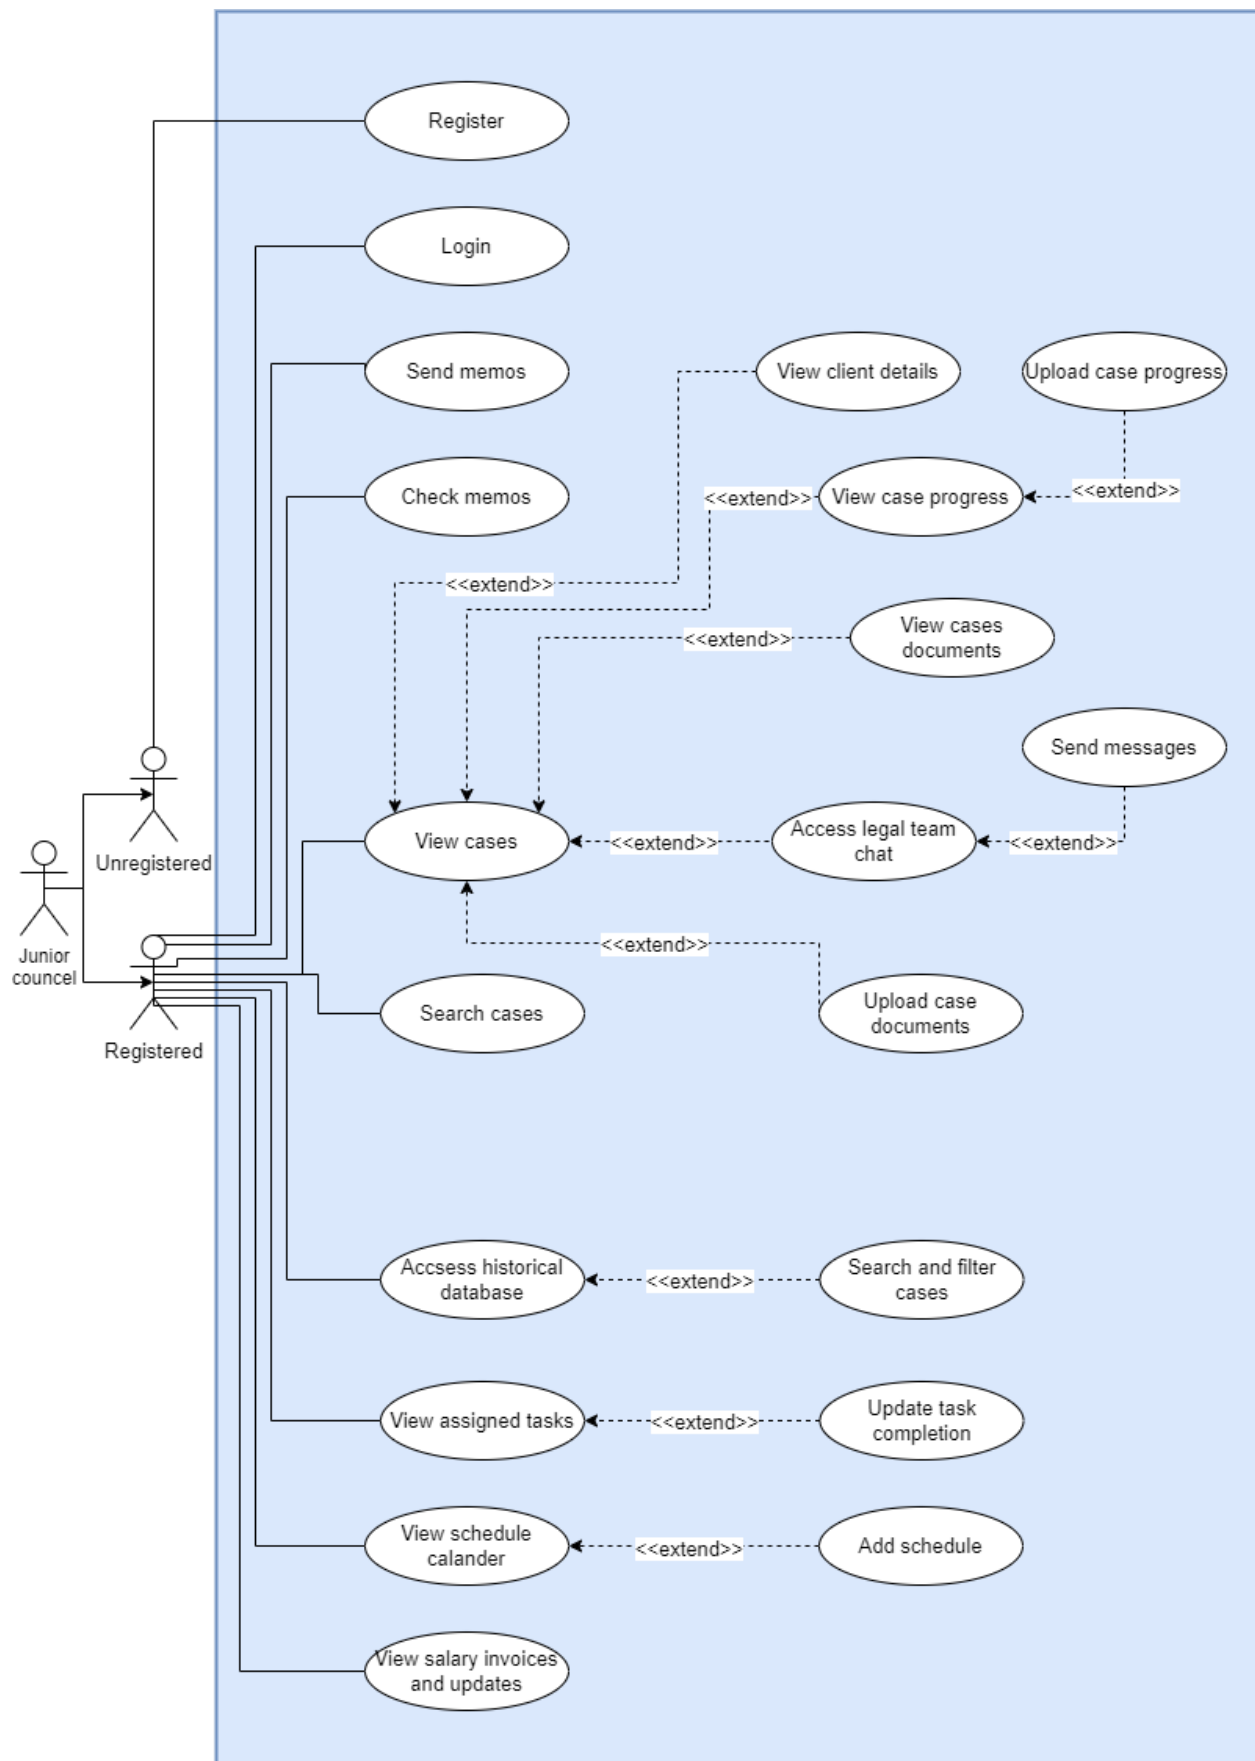 Register
Login
Send memos
View client details
Upload case progress
Check memos
<<extend>>
View case progress
<<extend>>
<<extend>>
View cases
documents
<<extend>>
Send messages
View cases
<<extend>>
Access legal team
chat
<<extend>>
Unregistered
Junior
councel
<<extend>>
Registered
Search cases
Upload case
documents
Accsess historical
database
<<extend>>
Search and filter
cases
View assigned tasks
<<extend>>
Update task
completion
View schedule
calander
<<extend>>
Add schedule
View salary invoices
and updates